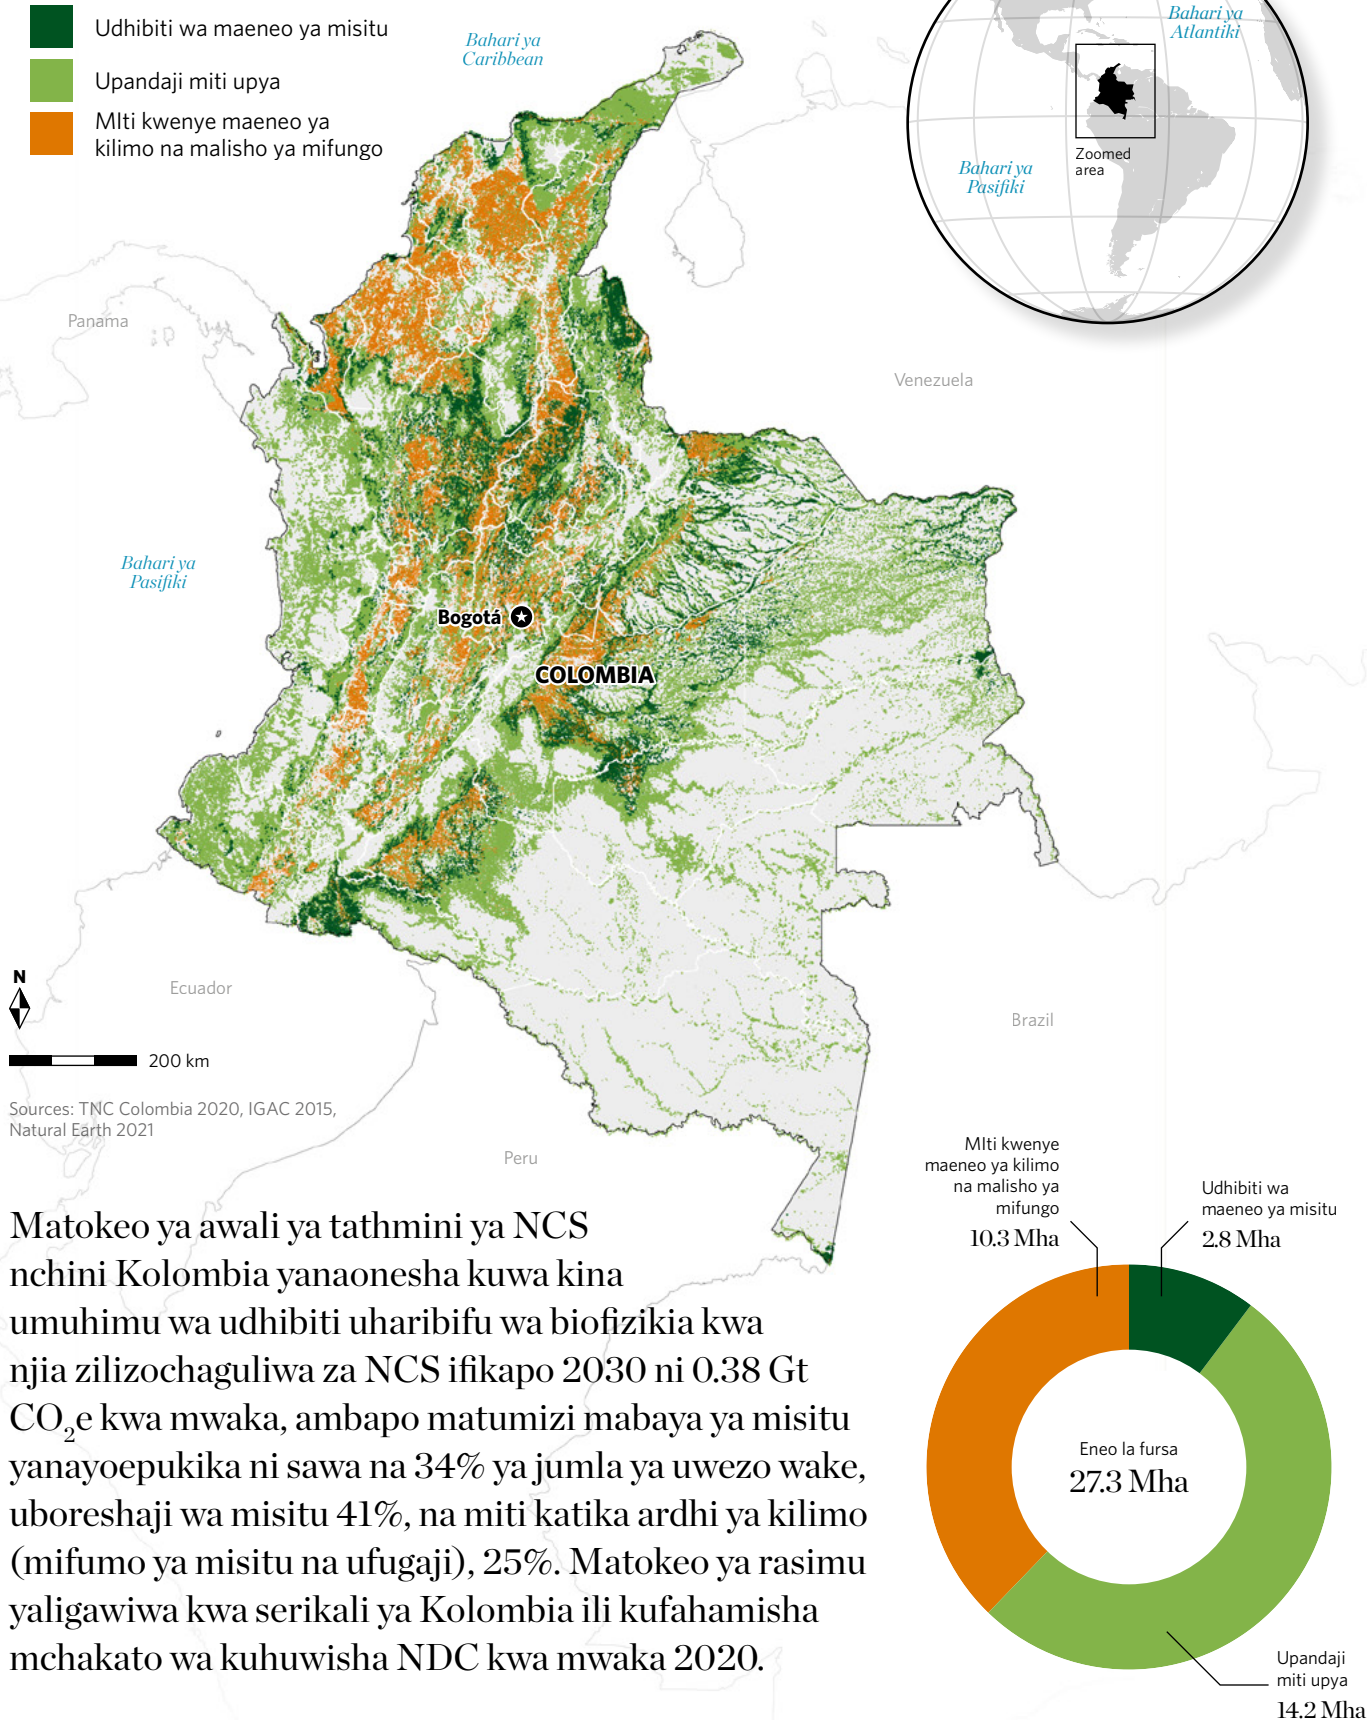 Udhibiti wa maeneo ya misitu
Upandaji miti upya
MIti kwenye maeneo ya
kilimo na malisho ya mifungo
Bahari ya
Caribbean
Bahari ya
Atlantiki
Bahari ya
Pasifiki
Zoomed
area
Panama
Venezuela
Bahari ya
Pasifiki
Bogotá
COLOMBIA
N
Ecuador
Brazil
200 km
Sources: TNC Colombia 2020, IGAC 2015,
Natural Earth 2021
Peru
Matokeo ya awali ya tathmini ya NCS
nchini Kolombia yanaonesha kuwa kina
umuhimu wa udhibiti uharibifu wa biofizikia kwa
njia zilizochaguliwa za NCS ifikapo 2030 ni 0.38 Gt
CO₂e kwa mwaka, ambapo matumizi mabaya ya misitu
yanayoepukika ni sawa na 34% ya jumla ya uwezo wake,
uboreshaji wa misitu 41%, na miti katika ardhi ya kilimo
(mifumo ya misitu na ufugaji), 25%. Matokeo ya rasimu
yaligawiwa kwa serikali ya Kolombia ili kufahamisha
mchakato wa kuhuwisha NDC kwa mwaka 2020.
MIti kwenye
maeneo ya kilimo
na malisho ya
mifungo
10.3 Mha
Udhibiti wa
maeneo ya misitu
2.8 Mha
Eneo la fursa
27.3 Mha
Upandaji
miti upya
14.2 Mha